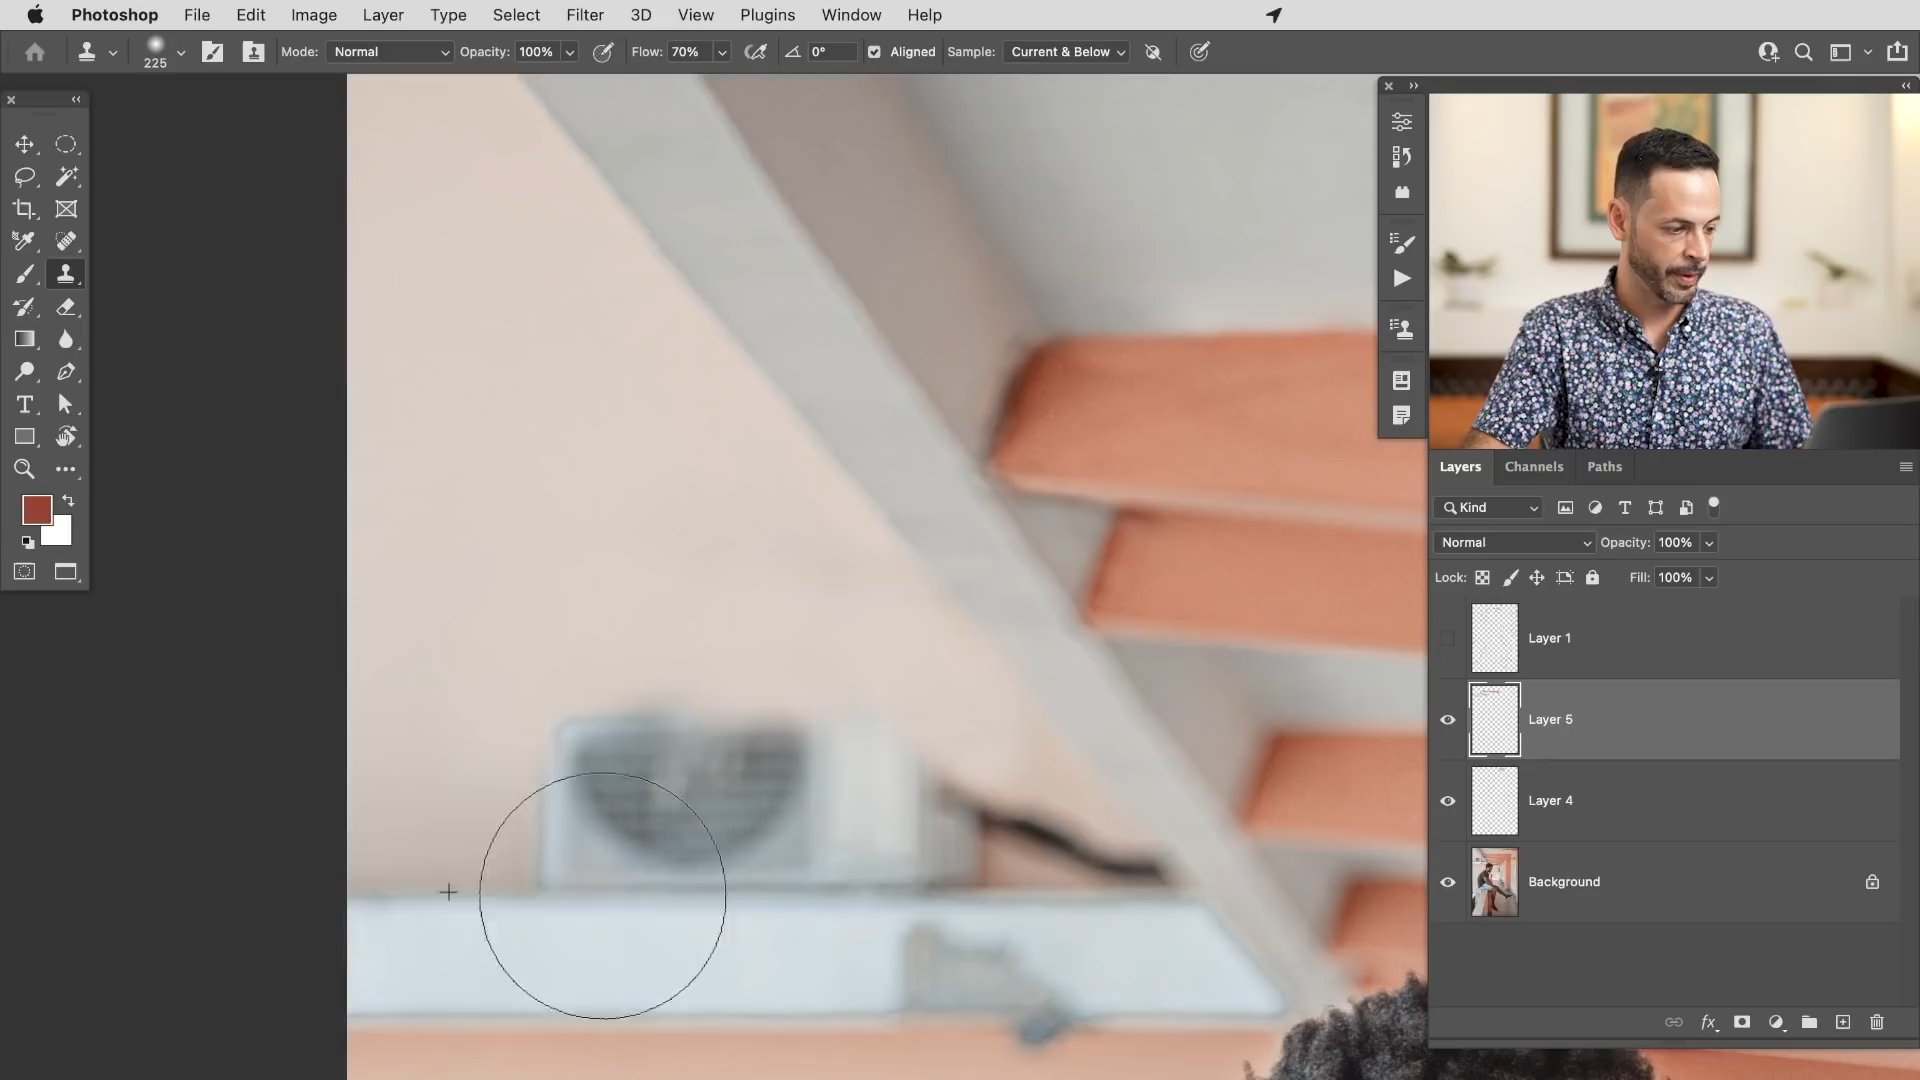 Photoshop File Edit Image Layer Type Select Filter 3D View Plugins Window Help
225 Mode: Normal Opacity: 100% Flow: 70% 0° Aligned Sample: Current & Below
Layers Channels Paths
Kind
Normal Opacity: 100%
Lock: Fill: 100%
Layer 1
Layer 5
Layer 4
Background
fx